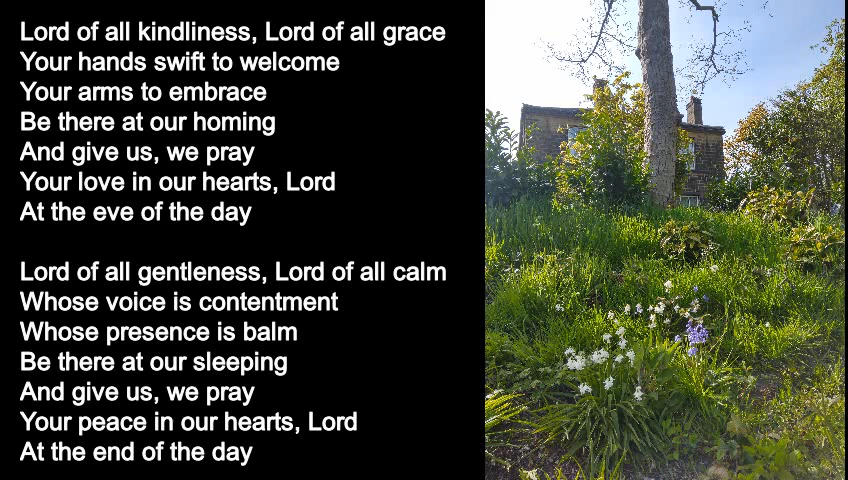 Lord of all kindliness, Lord of all grace
Your hands swift to welcome
Your arms to embrace
Be there at our homing
And give us, we pray
Your love in our hearts, Lord
At the eve of the day

Lord of all gentleness, Lord of all calm
Whose voice is contentment
Whose presence is balm
Be there at our sleeping
And give us, we pray
Your peace in our hearts, Lord
At the end of the day